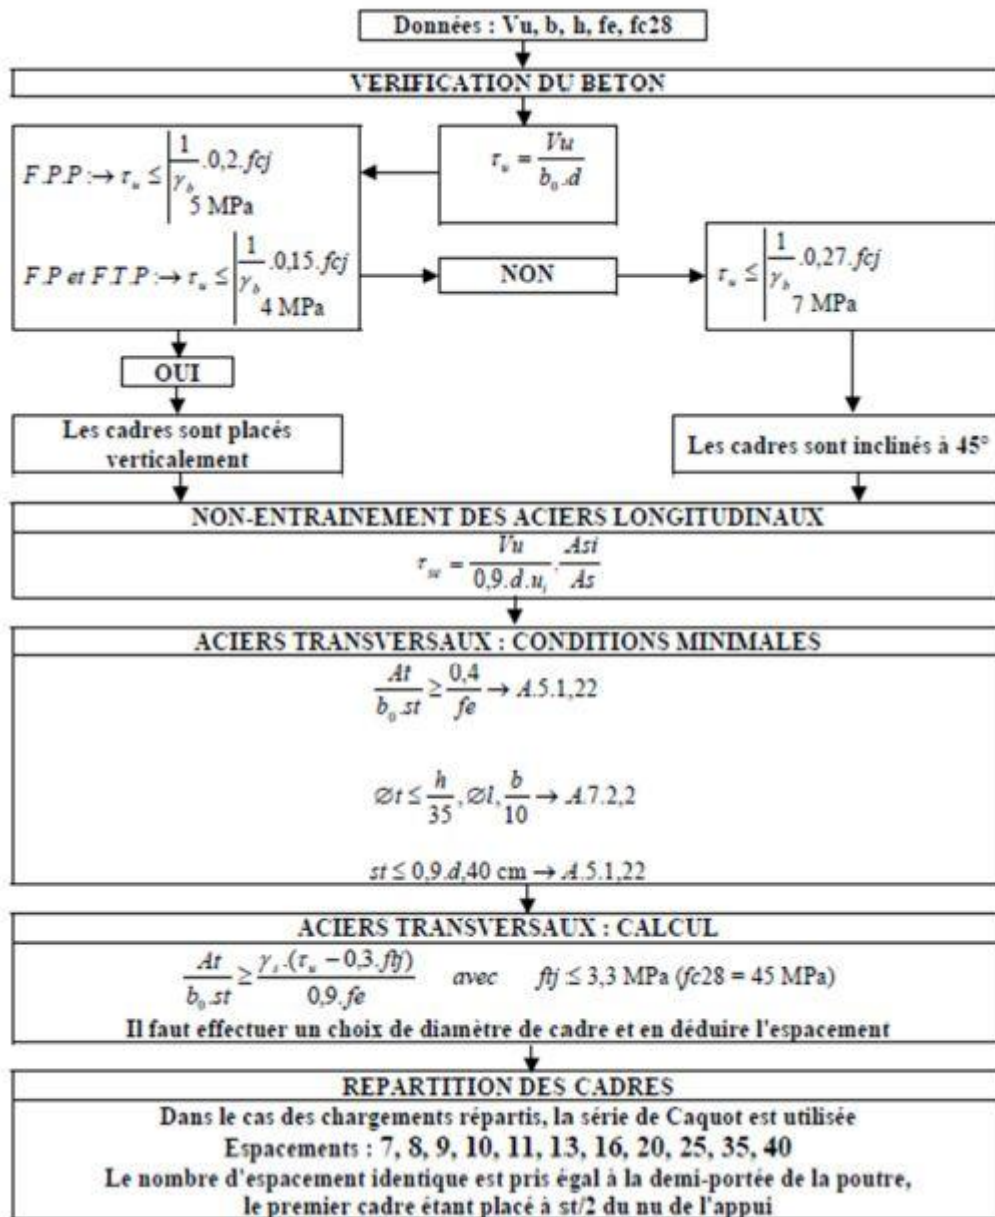 Données : Vu, b, h, fe, fc28
VERIFICATION DU BETON
τu = Vu / b0.d
F.P.P :→ τu ≤ | 1/γb .0,2.fcj
5 MPa
F.P et F.T.P :→ τu ≤ | 1/γb .0,15.fcj
4 MPa
NON
τu ≤ | 1/γb .0,27.fcj
7 MPa
OUI
Les cadres sont placés
verticalement
Les cadres sont inclinés à 45°
NON-ENTRAINEMENT DES ACIERS LONGITUDINAUX
τse = Vu / 0,9.d.ui . Asi / As
ACIERS TRANSVERSAUX : CONDITIONS MINIMALES
At / b0.st ≥ 0,4 / fe → A.5.1,22
∅t ≤ h/35 , ∅l, b/10 → A.7.2,2
st ≤ 0,9.d,40 cm → A.5.1,22
ACIERS TRANSVERSAUX : CALCUL
At / b0.st ≥ γs.(τu − 0,3.ftj) / 0,9.fe avec ftj ≤ 3,3 MPa (fc28 = 45 MPa)
Il faut effectuer un choix de diamètre de cadre et en déduire l'espacement
REPARTITION DES CADRES
Dans le cas des chargements répartis, la série de Caquot est utilisée
Espacements : 7, 8, 9, 10, 11, 13, 16, 20, 25, 35, 40
Le nombre d'espacement identique est pris égal à la demi-portée de la poutre,
le premier cadre étant placé à st/2 du nu de l'appui